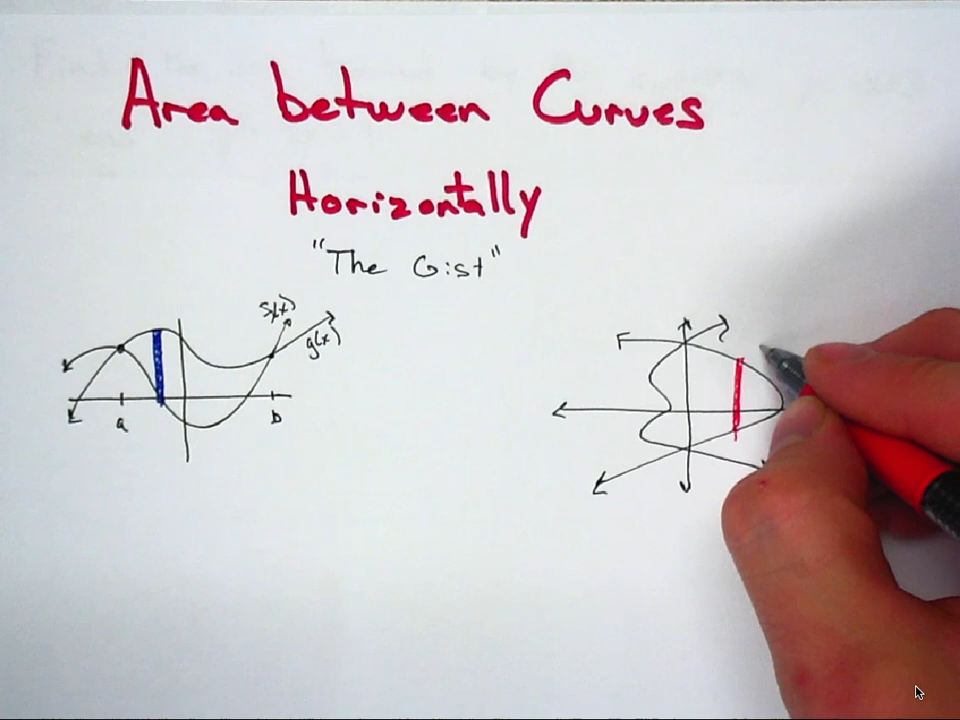 Area between Curves
Horizontally
"The Gist"
g(x)
a
b